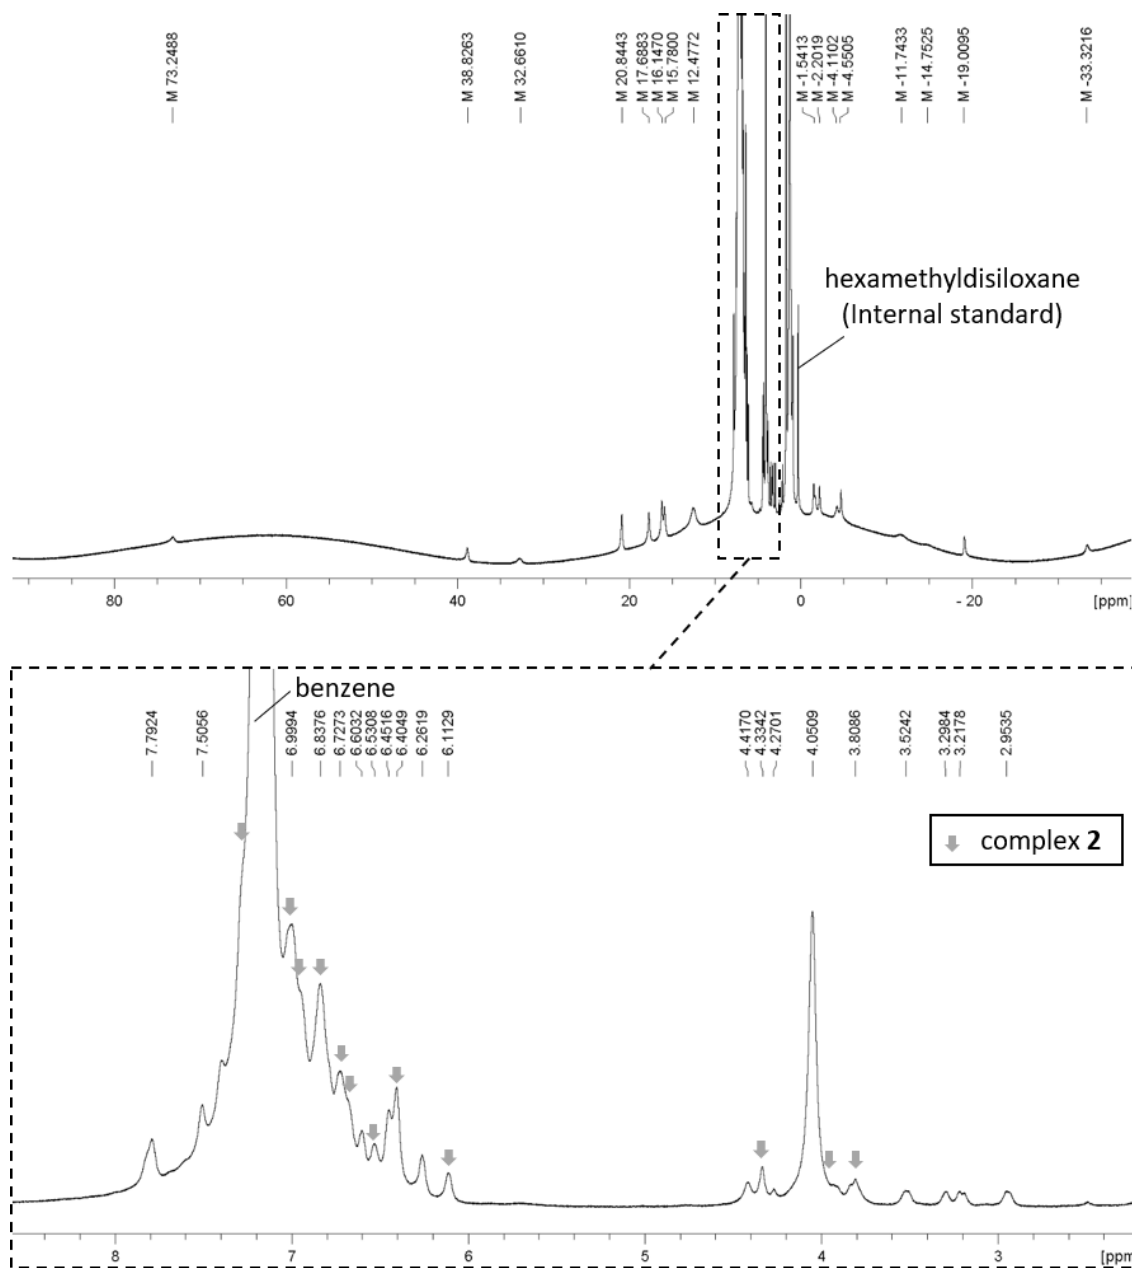 M 73.2488
M 38.8263
M 32.6610
M 20.8443
M 17.6883
M 16.1470
M 15.7800
M 12.4772
M -1.5413
M -2.2019
M -4.1102
M -4.5505
M -11.7433
M -14.7525
M -19.0095
M -33.3216
hexamethyldisiloxane
(Internal standard)
80 60 40 20 0 - 20 [ppm]
benzene
7.7924
7.5056
6.9994
6.8376
6.7273
6.6032
6.5308
6.4516
6.4049
6.2619
6.1129
4.4170
4.3342
4.2701
4.0509
3.8086
3.5242
3.2984
3.2178
2.9535
complex 2
8 7 6 5 4 3 [ppm